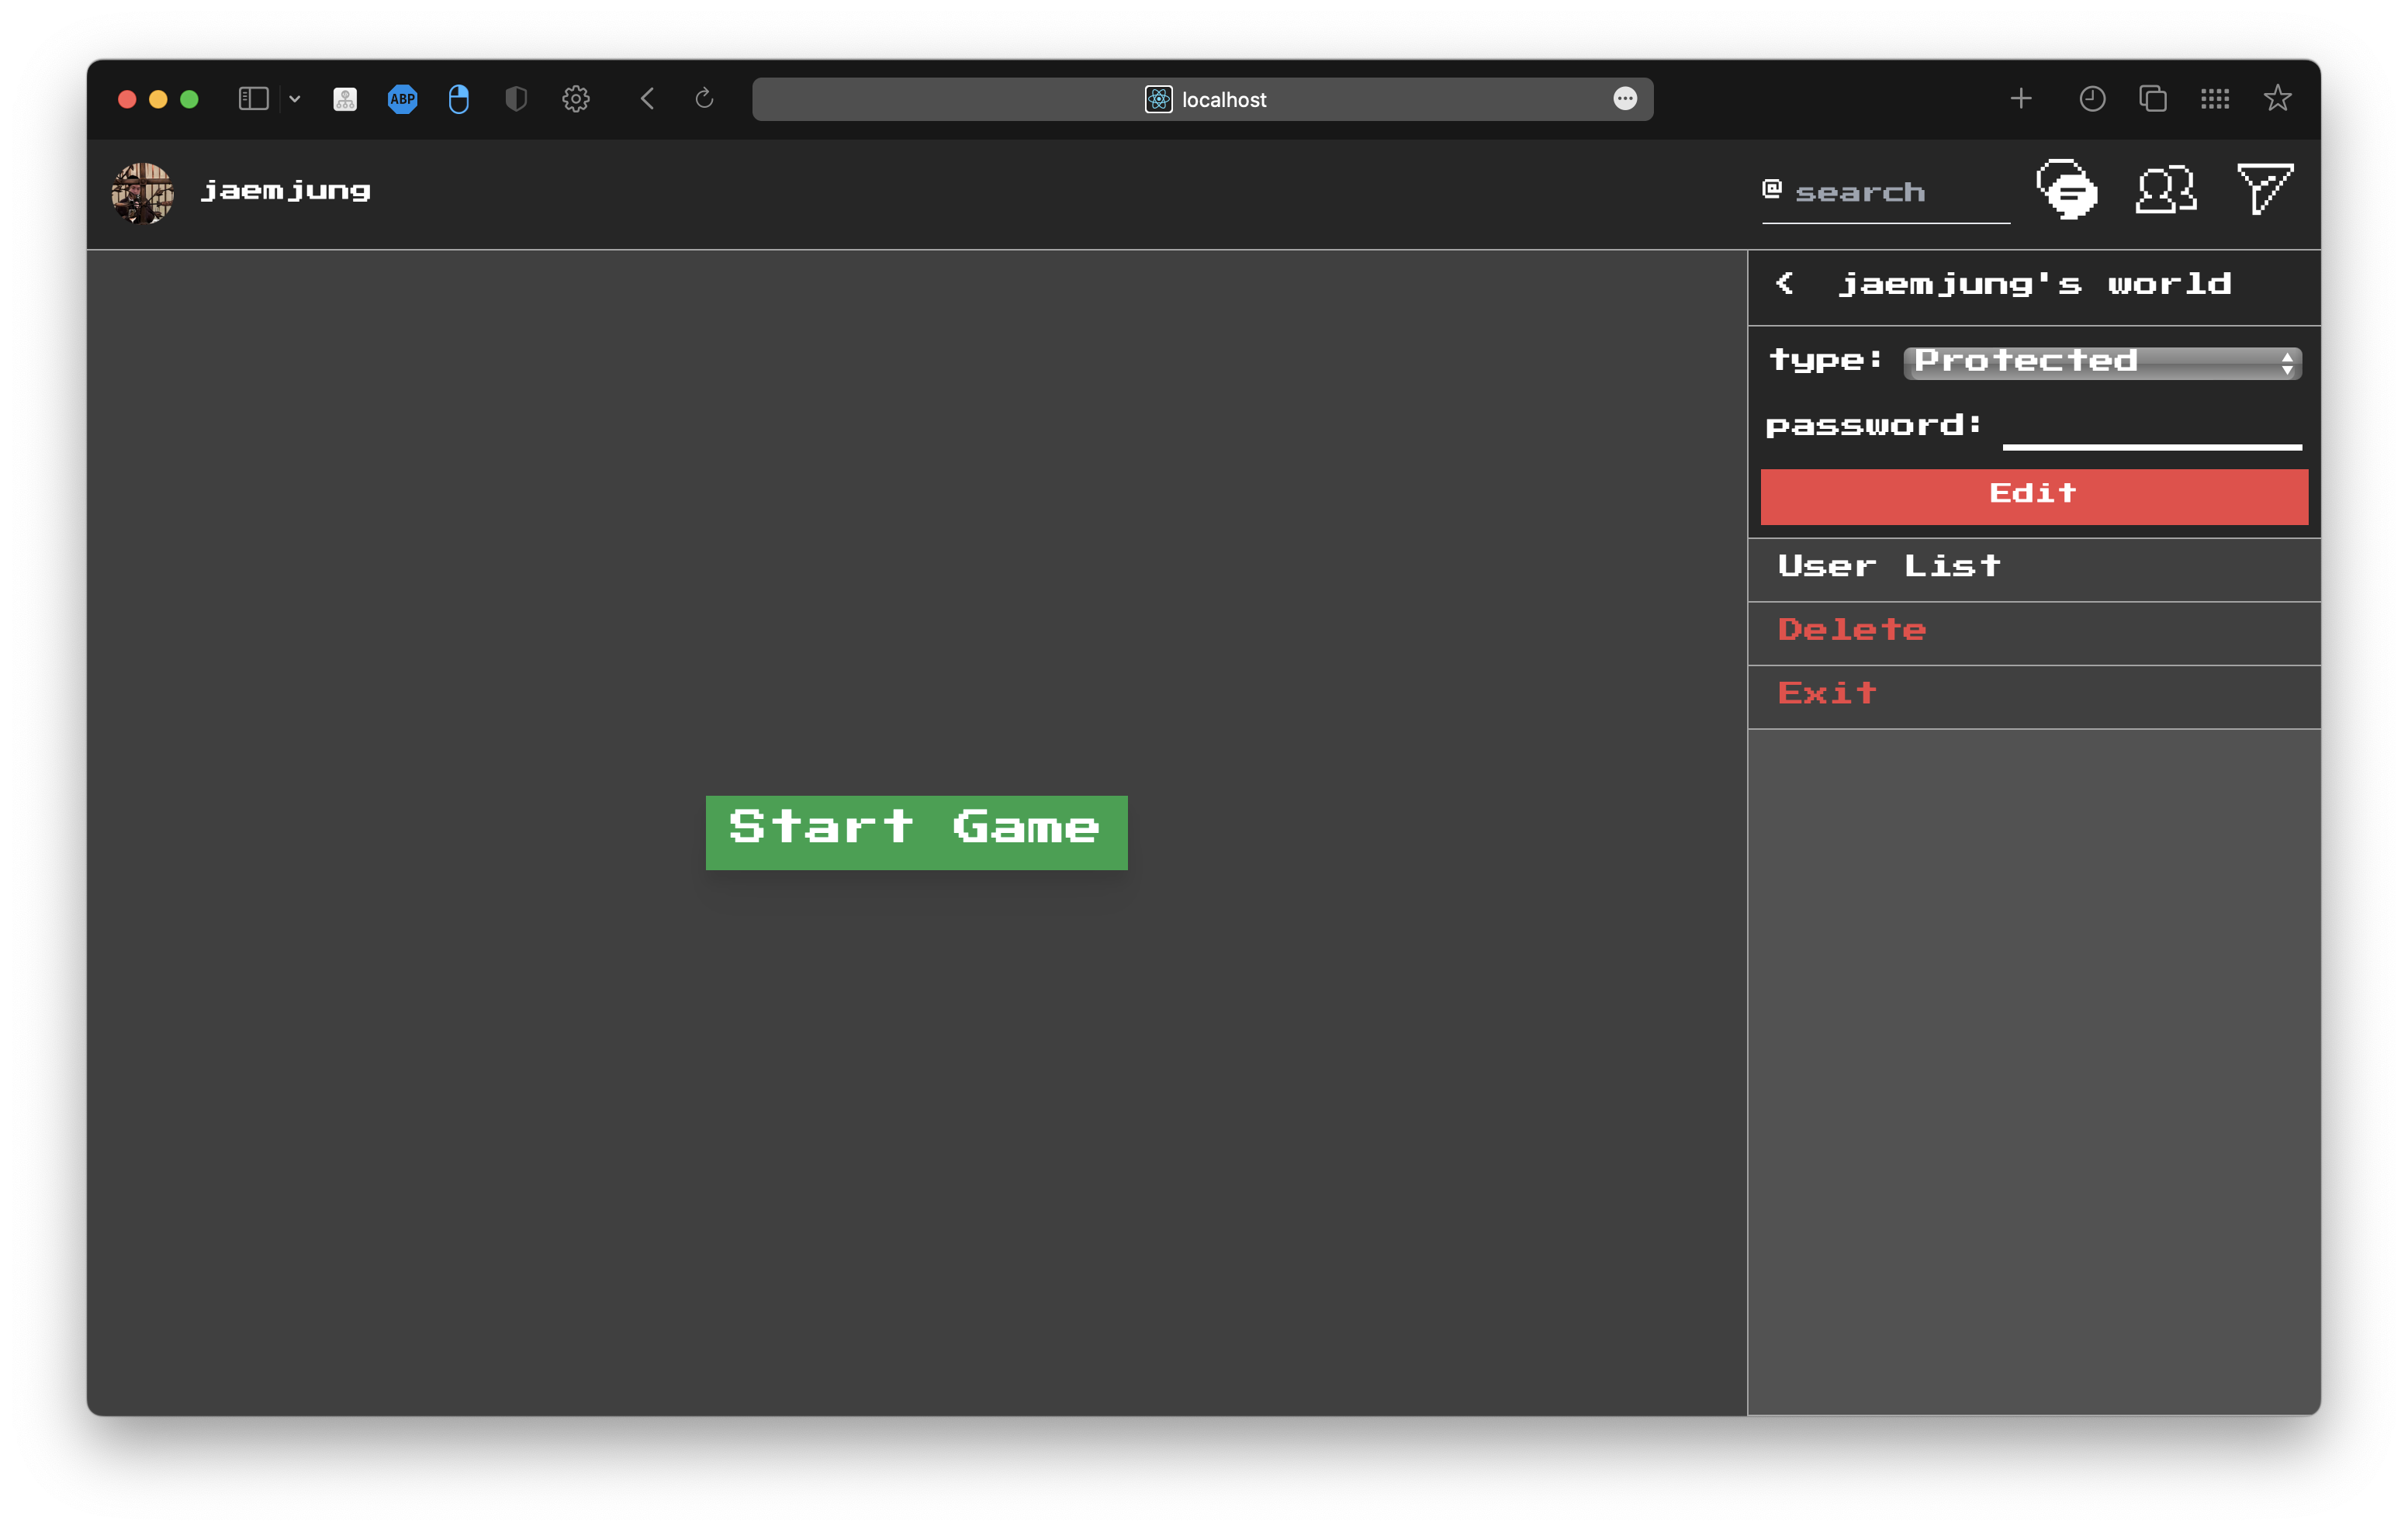 ABP
localhost
jaemjung
@ search
< jaemjung's world
type: Protected
password:
Edit
User List
Delete
Exit
Start Game